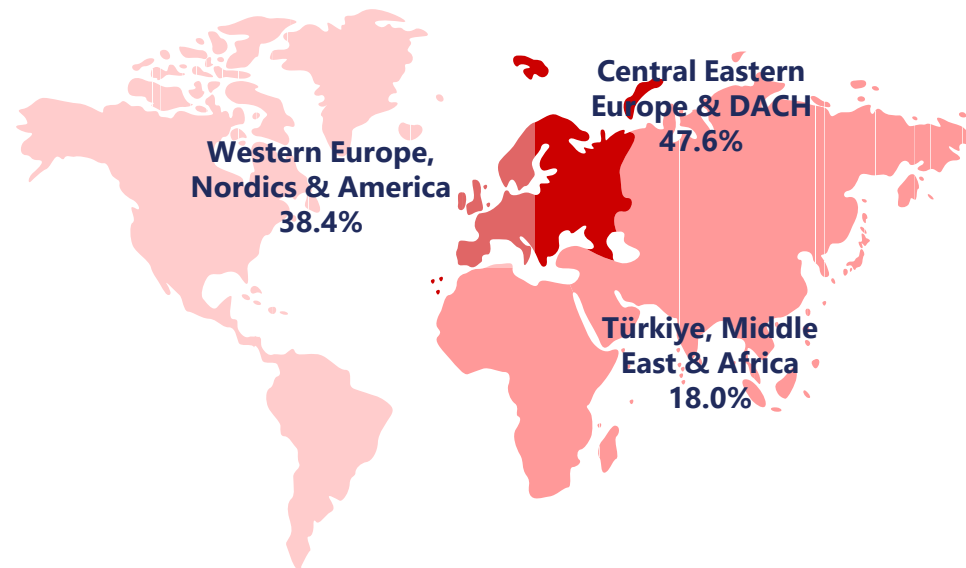 Central Eastern
Europe & DACH
47.6%
Western Europe,
Nordics & America
38.4%
Türkiye, Middle
East & Africa
18.0%